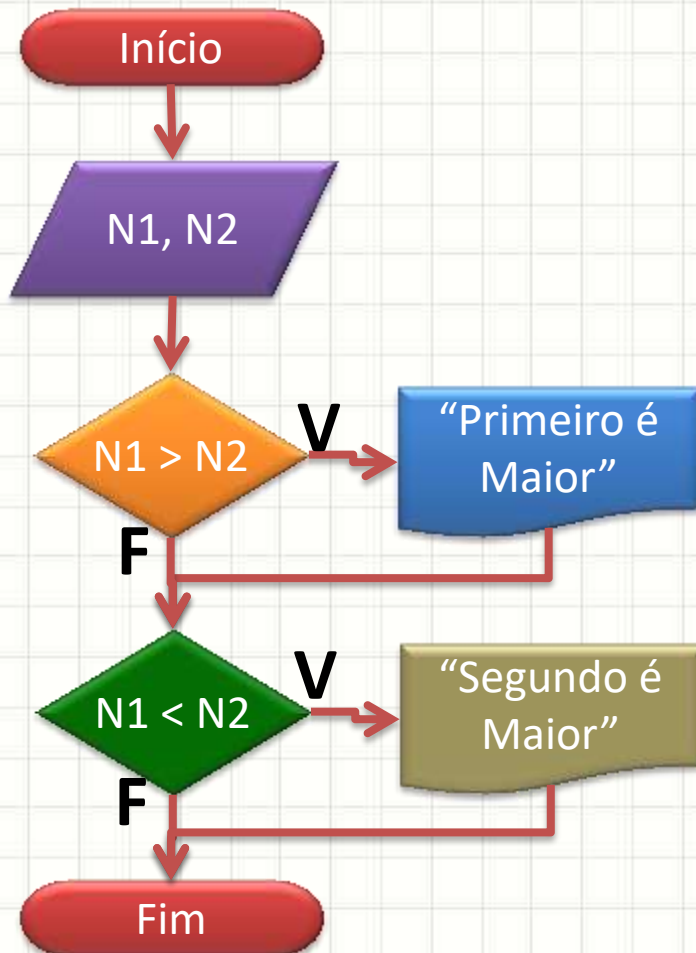 Início
N1, N2
N1 > N2
V
“Primeiro é
Maior”
F
N1 < N2
V
“Segundo é
Maior”
F
Fim